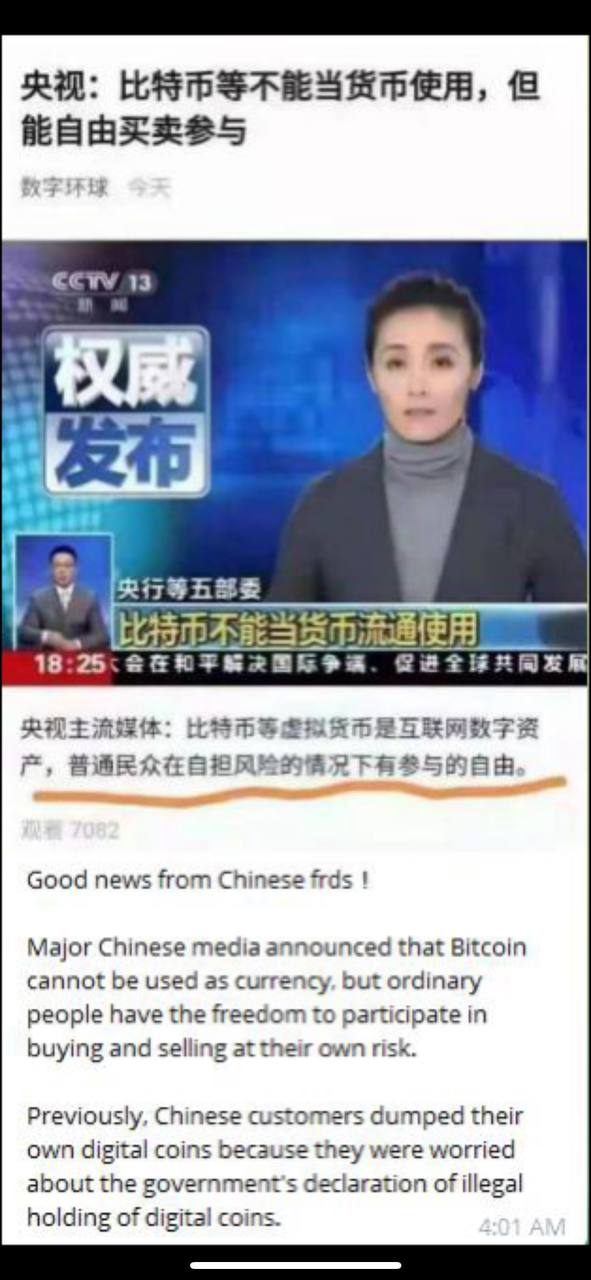 央视：比特币等不能当货币使用，但
能自由买卖参与
数字环球 今天
CCTV 13
新闻
权威
发布
央行等五部委
比特币不能当货币流通使用
18:25 大会在和平解决国际争端、促进全球共同发展
央视主流媒体：比特币等虚拟货币是互联网数字资
产，普通民众在自担风险的情况下有参与的自由。
观看 7082
Good news from Chinese frds！
Major Chinese media announced that Bitcoin
cannot be used as currency, but ordinary
people have the freedom to participate in
buying and selling at their own risk.
Previously, Chinese customers dumped their
own digital coins because they were worried
about the government's declaration of illegal
holding of digital coins.
4:01 AM